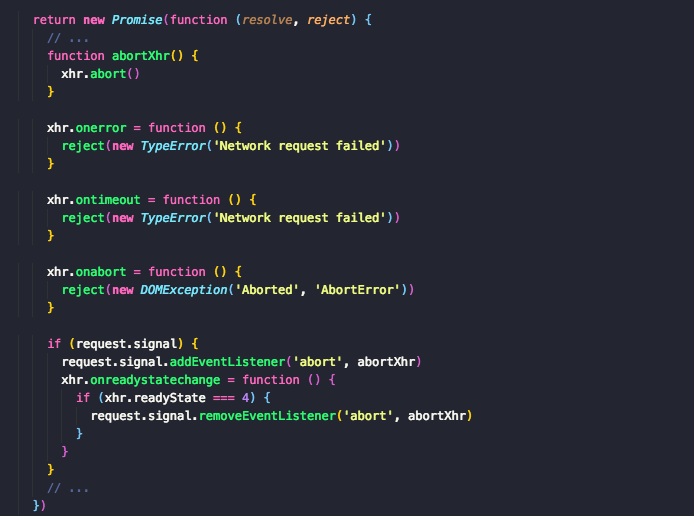 return new Promise(function (resolve, reject) {
  // ...
  function abortXhr() {
    xhr.abort()
  }

  xhr.onerror = function () {
    reject(new TypeError('Network request failed'))
  }

  xhr.ontimeout = function () {
    reject(new TypeError('Network request failed'))
  }

  xhr.onabort = function () {
    reject(new DOMException('Aborted', 'AbortError'))
  }

  if (request.signal) {
    request.signal.addEventListener('abort', abortXhr)
    xhr.onreadystatechange = function () {
      if (xhr.readyState === 4) {
        request.signal.removeEventListener('abort', abortXhr)
      }
    }
  }
  // ...
})